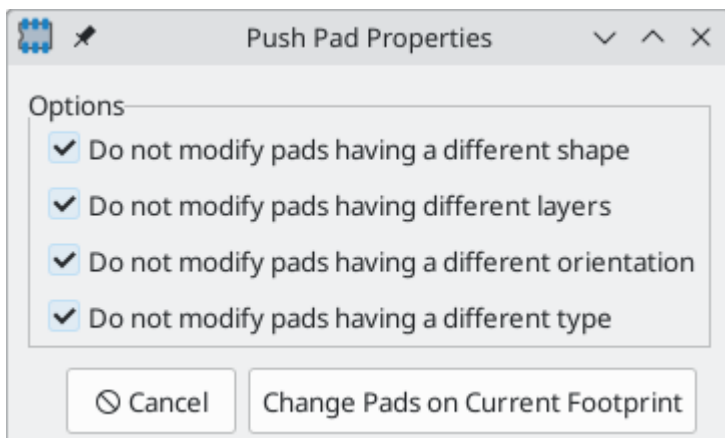 Push Pad Properties
Options
Do not modify pads having a different shape
Do not modify pads having different layers
Do not modify pads having a different orientation
Do not modify pads having a different type
Cancel
Change Pads on Current Footprint